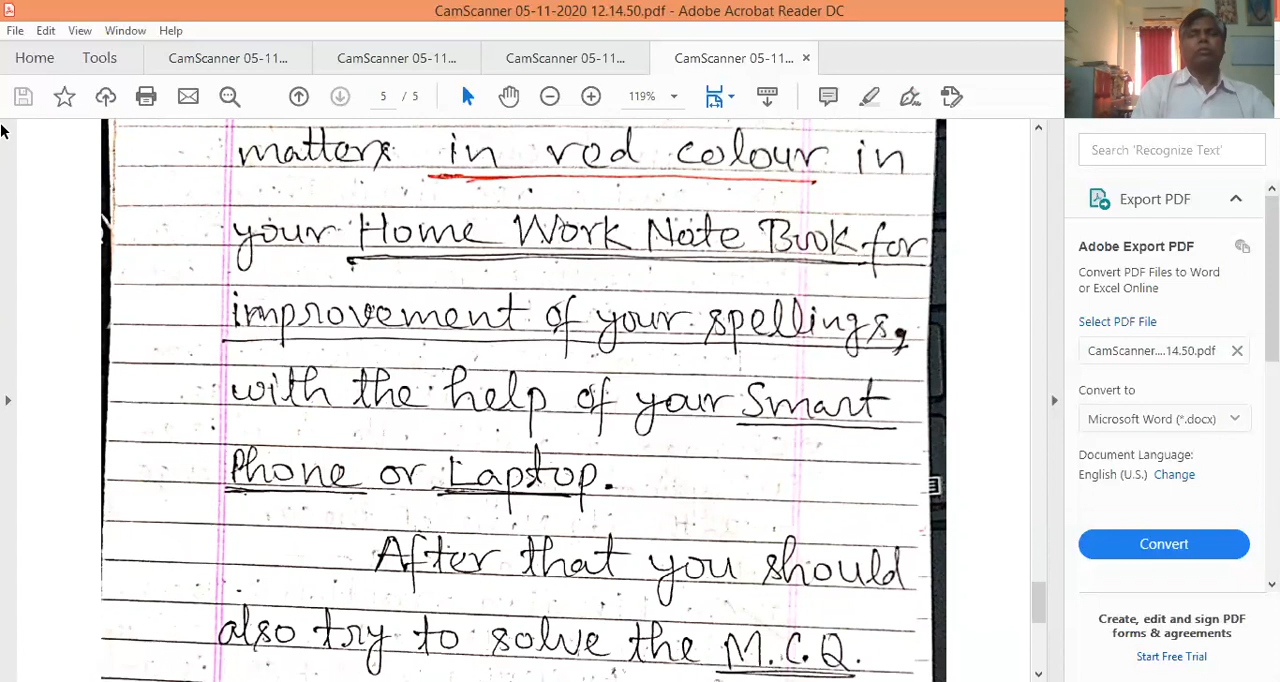 CamScanner 05-11-2020 12.14.50.pdf - Adobe Acrobat Reader DC
File Edit View Window Help
Home Tools CamScanner 05-11... CamScanner 05-11... CamScanner 05-11... CamScanner 05-11... ×
5 / 5 119%
matters in red colour in
your Home Work Note Book for
improvement of your spellings,
with the help of your Smart
Phone or Laptop.
After that you should
also try to solve the M.C.Q.
Search 'Recognize Text'
Export PDF
Adobe Export PDF
Convert PDF Files to Word
or Excel Online
Select PDF File
CamScanner....14.50.pdf
Convert to
Microsoft Word (*.docx)
Document Language:
English (U.S.) Change
Convert
Create, edit and sign PDF
forms & agreements
Start Free Trial